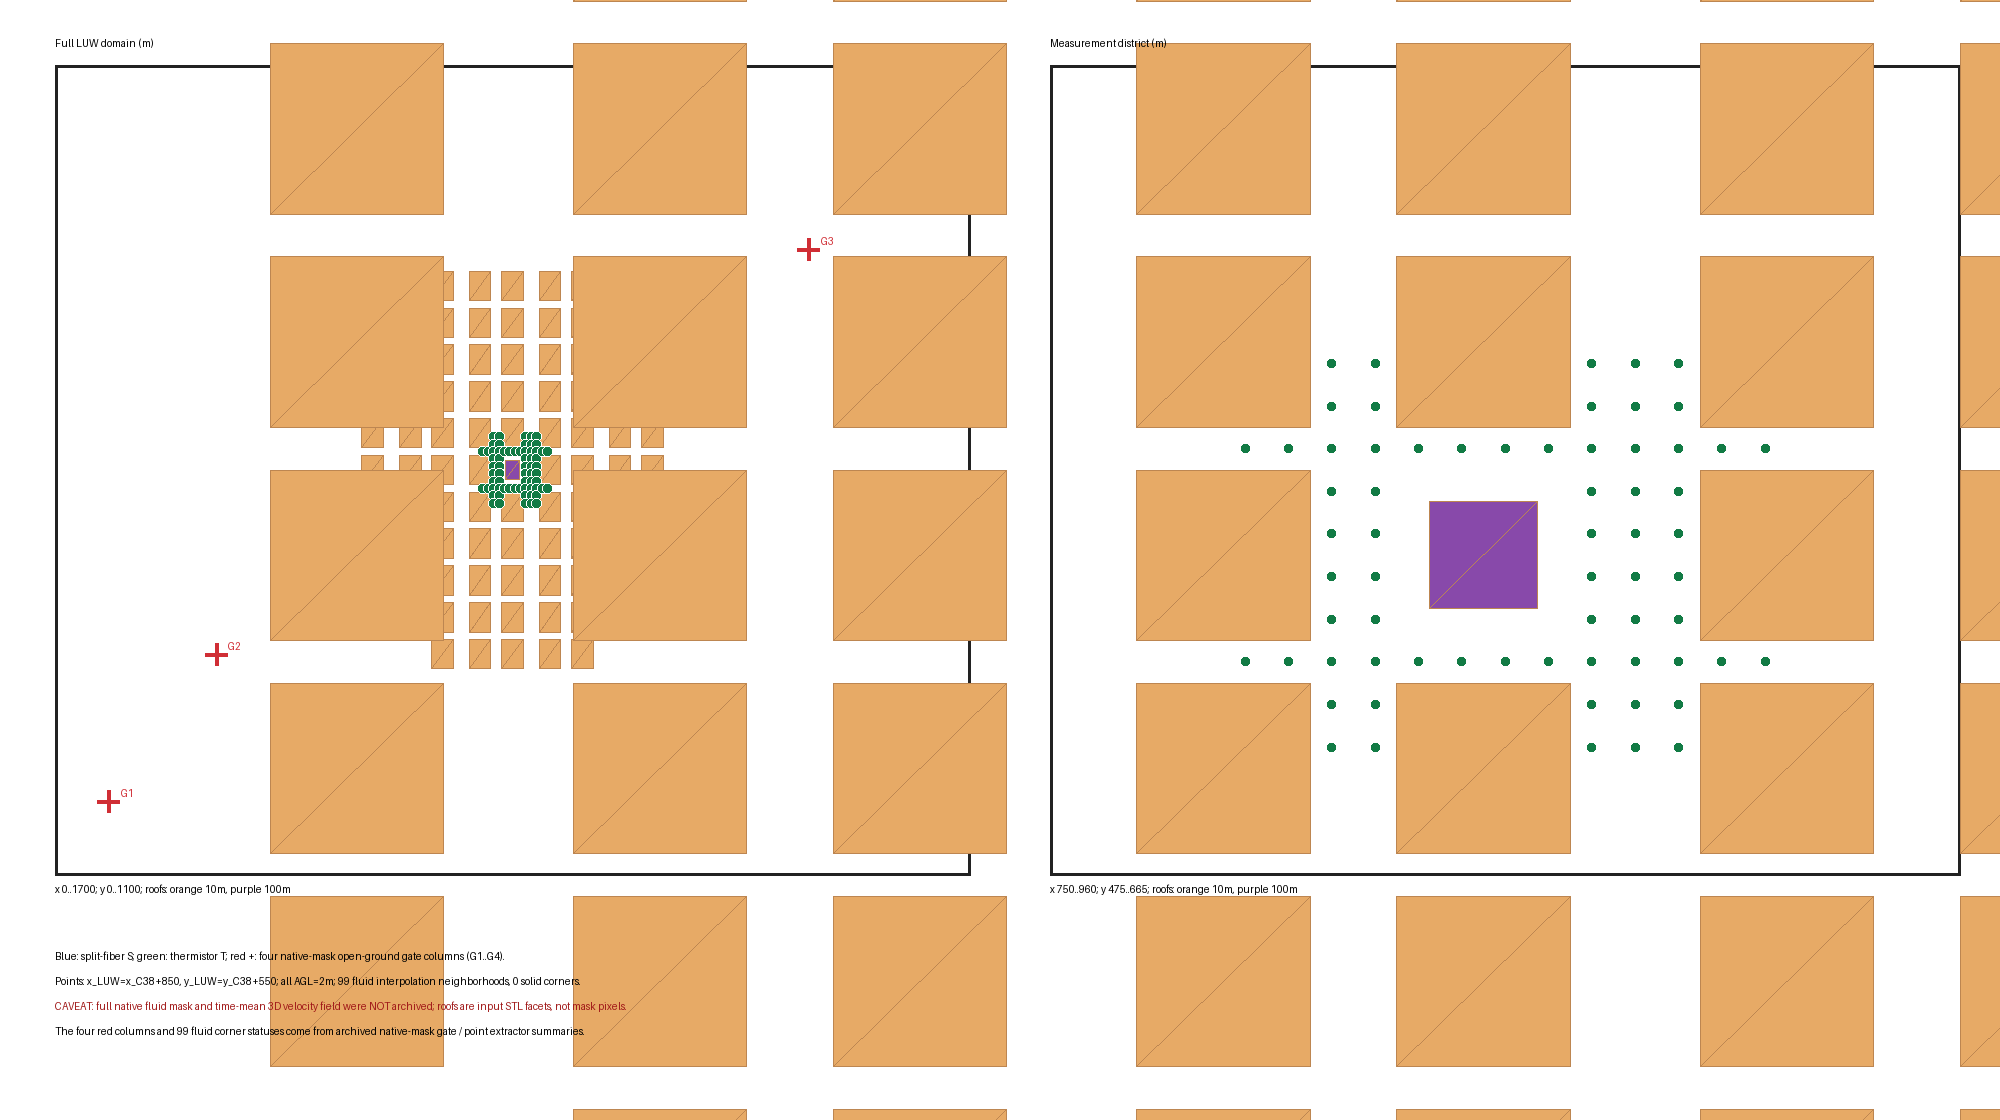 Full LUW domain (m)
Measurement district (m)
G3
G2
G1
x 0..1700; y 0..1100; roofs: orange 10m, purple 100m
x 750..960; y 475..665; roofs: orange 10m, purple 100m
Blue: split-fiber S; green: thermistor T; red +: four native-mask open-ground gate columns (G1..G4).
Points: x_LUW=x_C38+850, y_LUW=y_C38+550; all AGL=2m; 99 fluid interpolation neighborhoods, 0 solid corners.
CAVEAT: full native fluid mask and time-mean 3D velocity field were NOT archived; roofs are input STL facets, not mask pixels.
The four red columns and 99 fluid corner statuses come from archived native-mask gate / point extractor summaries.